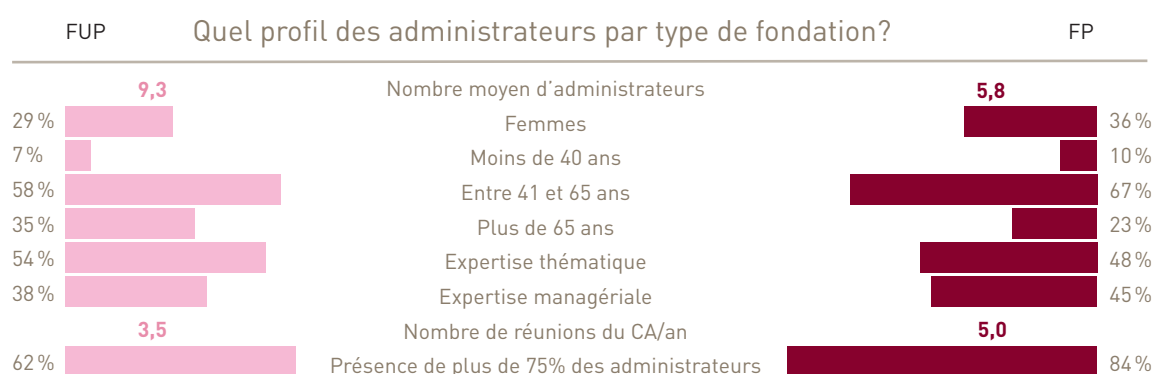 FUP Quel profil des administrateurs par type de fondation? FP
9,3 Nombre moyen d’administrateurs 5,8
29 % Femmes 36 %
7 % Moins de 40 ans 10 %
58 % Entre 41 et 65 ans 67 %
35 % Plus de 65 ans 23 %
54 % Expertise thématique 48 %
38 % Expertise managériale 45 %
3,5 Nombre de réunions du CA/an 5,0
62 % Présence de plus de 75% des administrateurs 84 %